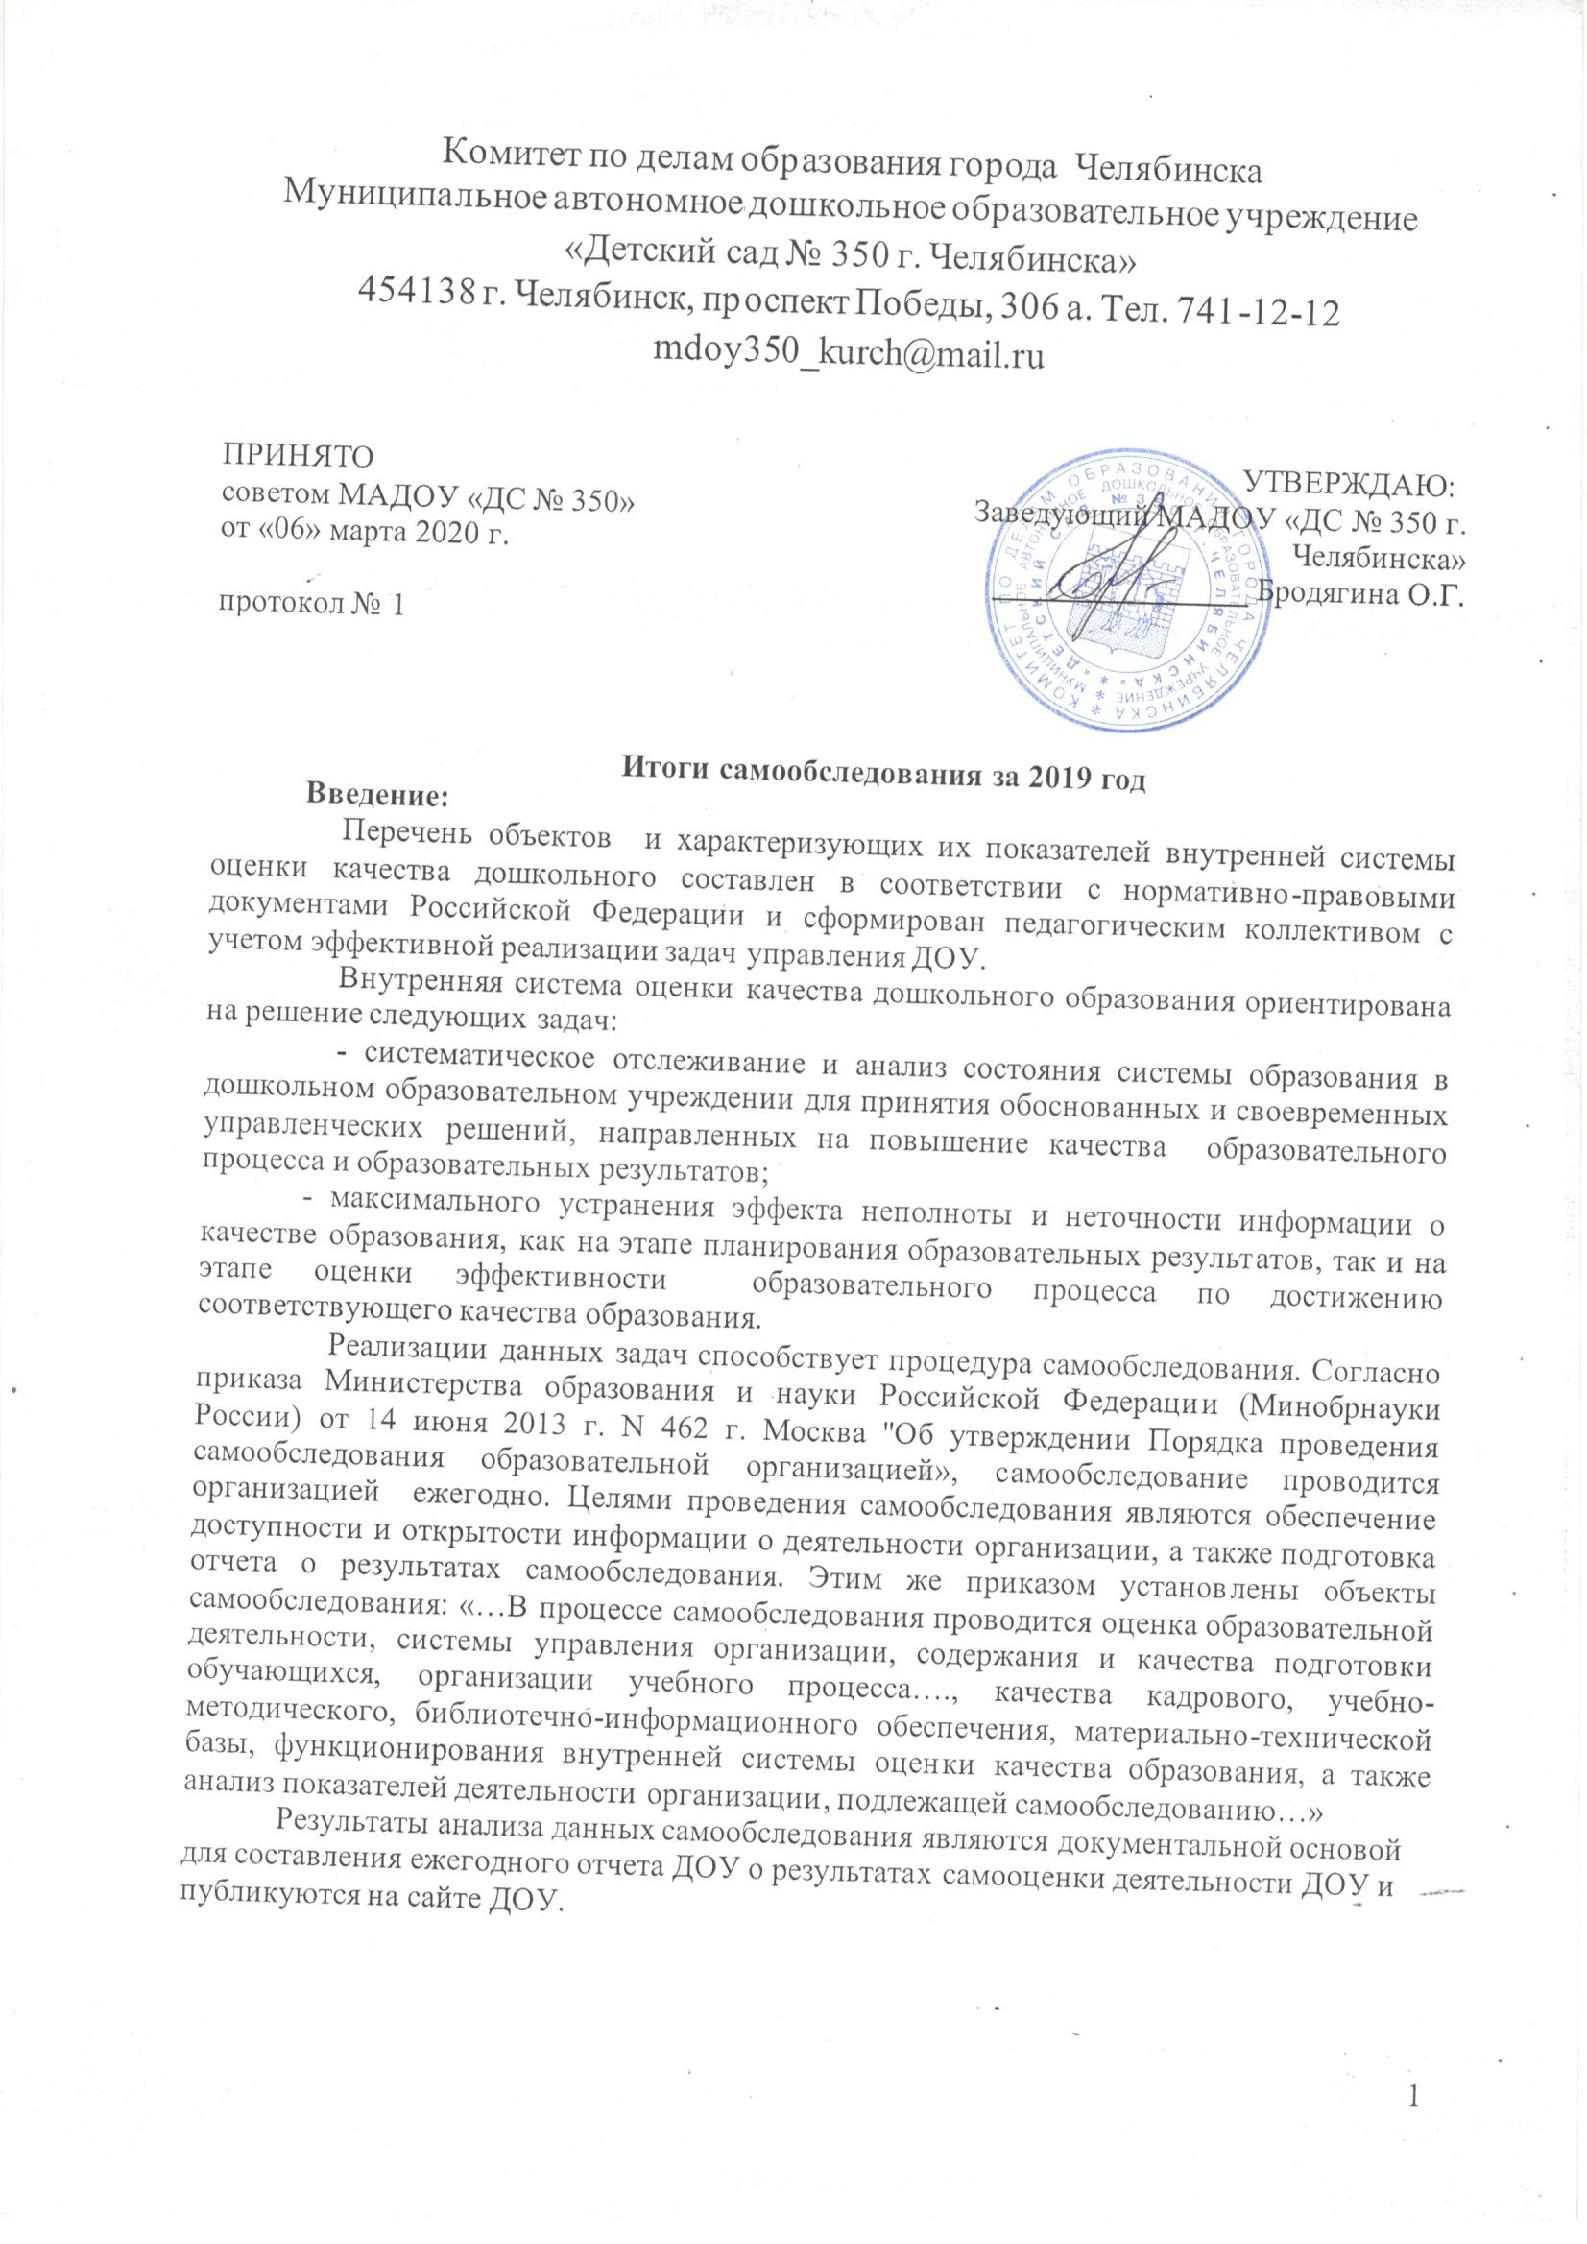 Комитет по делам образования города Челябинска
Муниципальное автономное дошкольное образовательное учреждение
«Детский сад № 350 г. Челябинска»
454138 г. Челябинск, проспект Победы, 306 а. Тел. 741-12-12
mdoy350_kurch@mail.ru
ПРИНЯТО
советом МАДОУ «ДС № 350»
от «06» марта 2020 г.
протокол № 1
УТВЕРЖДАЮ:
Заведующий МАДОУ «ДС № 350 г.
Челябинска»
Бродягина О.Г.
КОМИТЕТ ПО ДЕЛАМ ОБРАЗОВАНИЯ ГОРОДА ЧЕЛЯБИНСКА
МУНИЦИПАЛЬНОЕ АВТОНОМНОЕ ДОШКОЛЬНОЕ ОБРАЗОВАТЕЛЬНОЕ УЧРЕЖДЕНИЕ
Итоги самообследования за 2019 год
Введение:
Перечень объектов и характеризующих их показателей внутренней системы
оценки качества дошкольного составлен в соответствии с нормативно-правовыми
документами Российской Федерации и сформирован педагогическим коллективом с
учетом эффективной реализации задач управления ДОУ.
Внутренняя система оценки качества дошкольного образования ориентирована
на решение следующих задач:
- систематическое отслеживание и анализ состояния системы образования в
дошкольном образовательном учреждении для принятия обоснованных и своевременных
управленческих решений, направленных на повышение качества образовательного
процесса и образовательных результатов;
- максимального устранения эффекта неполноты и неточности информации о
качестве образования, как на этапе планирования образовательных результатов, так и на
этапе оценки эффективности образовательного процесса по достижению
соответствующего качества образования.
Реализации данных задач способствует процедура самообследования. Согласно
приказа Министерства образования и науки Российской Федерации (Минобрнауки
России) от 14 июня 2013 г. N 462 г. Москва "Об утверждении Порядка проведения
самообследования образовательной организацией», самообследование проводится
организацией ежегодно. Целями проведения самообследования являются обеспечение
доступности и открытости информации о деятельности организации, а также подготовка
отчета о результатах самообследования. Этим же приказом установлены объекты
самообследования: «…В процессе самообследования проводится оценка образовательной
деятельности, системы управления организации, содержания и качества подготовки
обучающихся, организации учебного процесса…., качества кадрового, учебно-
методического, библиотечно-информационного обеспечения, материально-технической
базы, функционирования внутренней системы оценки качества образования, а также
анализ показателей деятельности организации, подлежащей самообследованию…»
Результаты анализа данных самообследования являются документальной основой
для составления ежегодного отчета ДОУ о результатах самооценки деятельности ДОУ и
публикуются на сайте ДОУ.
1